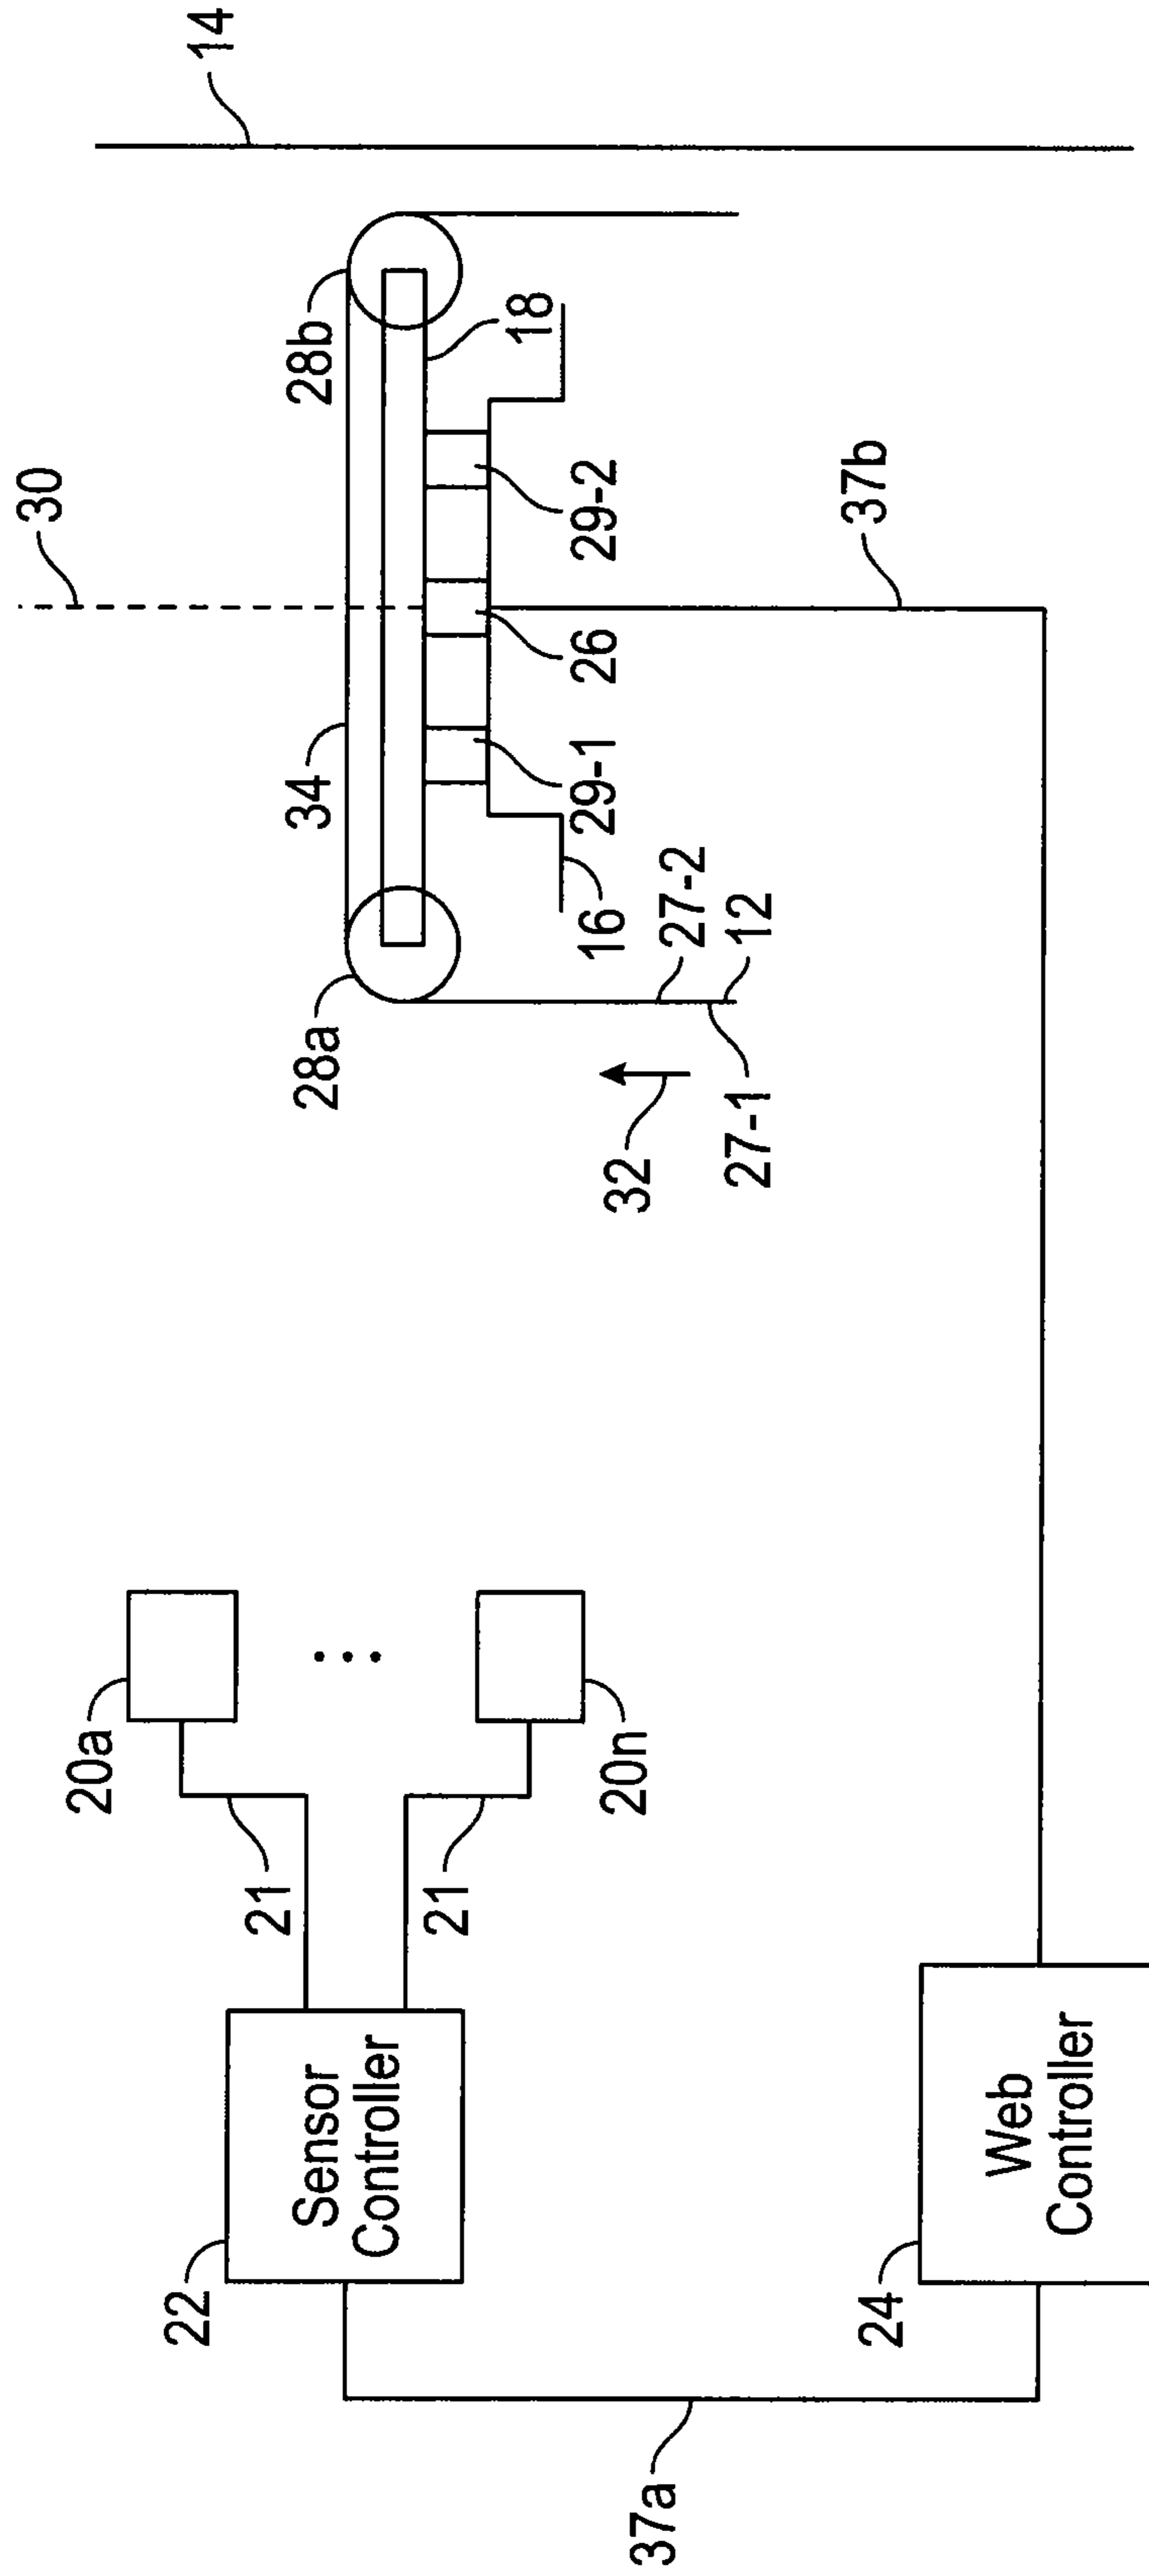 14
30
28b
18
34
29-2
26
29-1
37b
28a
16
27-2
12
32
27-1
20a
20n
21
21
22
Sensor
Controller
24
Web
Controller
37a